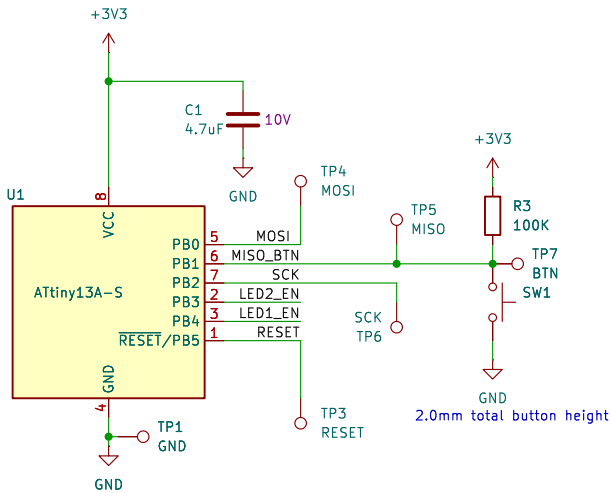 +3V3
C1
4.7uF
10V
GND
TP4
MOSI
+3V3
U1
8
VCC
R3
100K
TP5
MISO
PB0
5
MOSI
PB1
6
MISO_BTN
TP7
BTN
PB2
7
SCK
SW1
ATtiny13A-S
PB3
2
LED2_EN
PB4
3
LED1_EN
SCK
TP6
RESET/PB5
1
RESET
GND
4
GND
2.0mm total button height
TP3
RESET
TP1
GND
GND